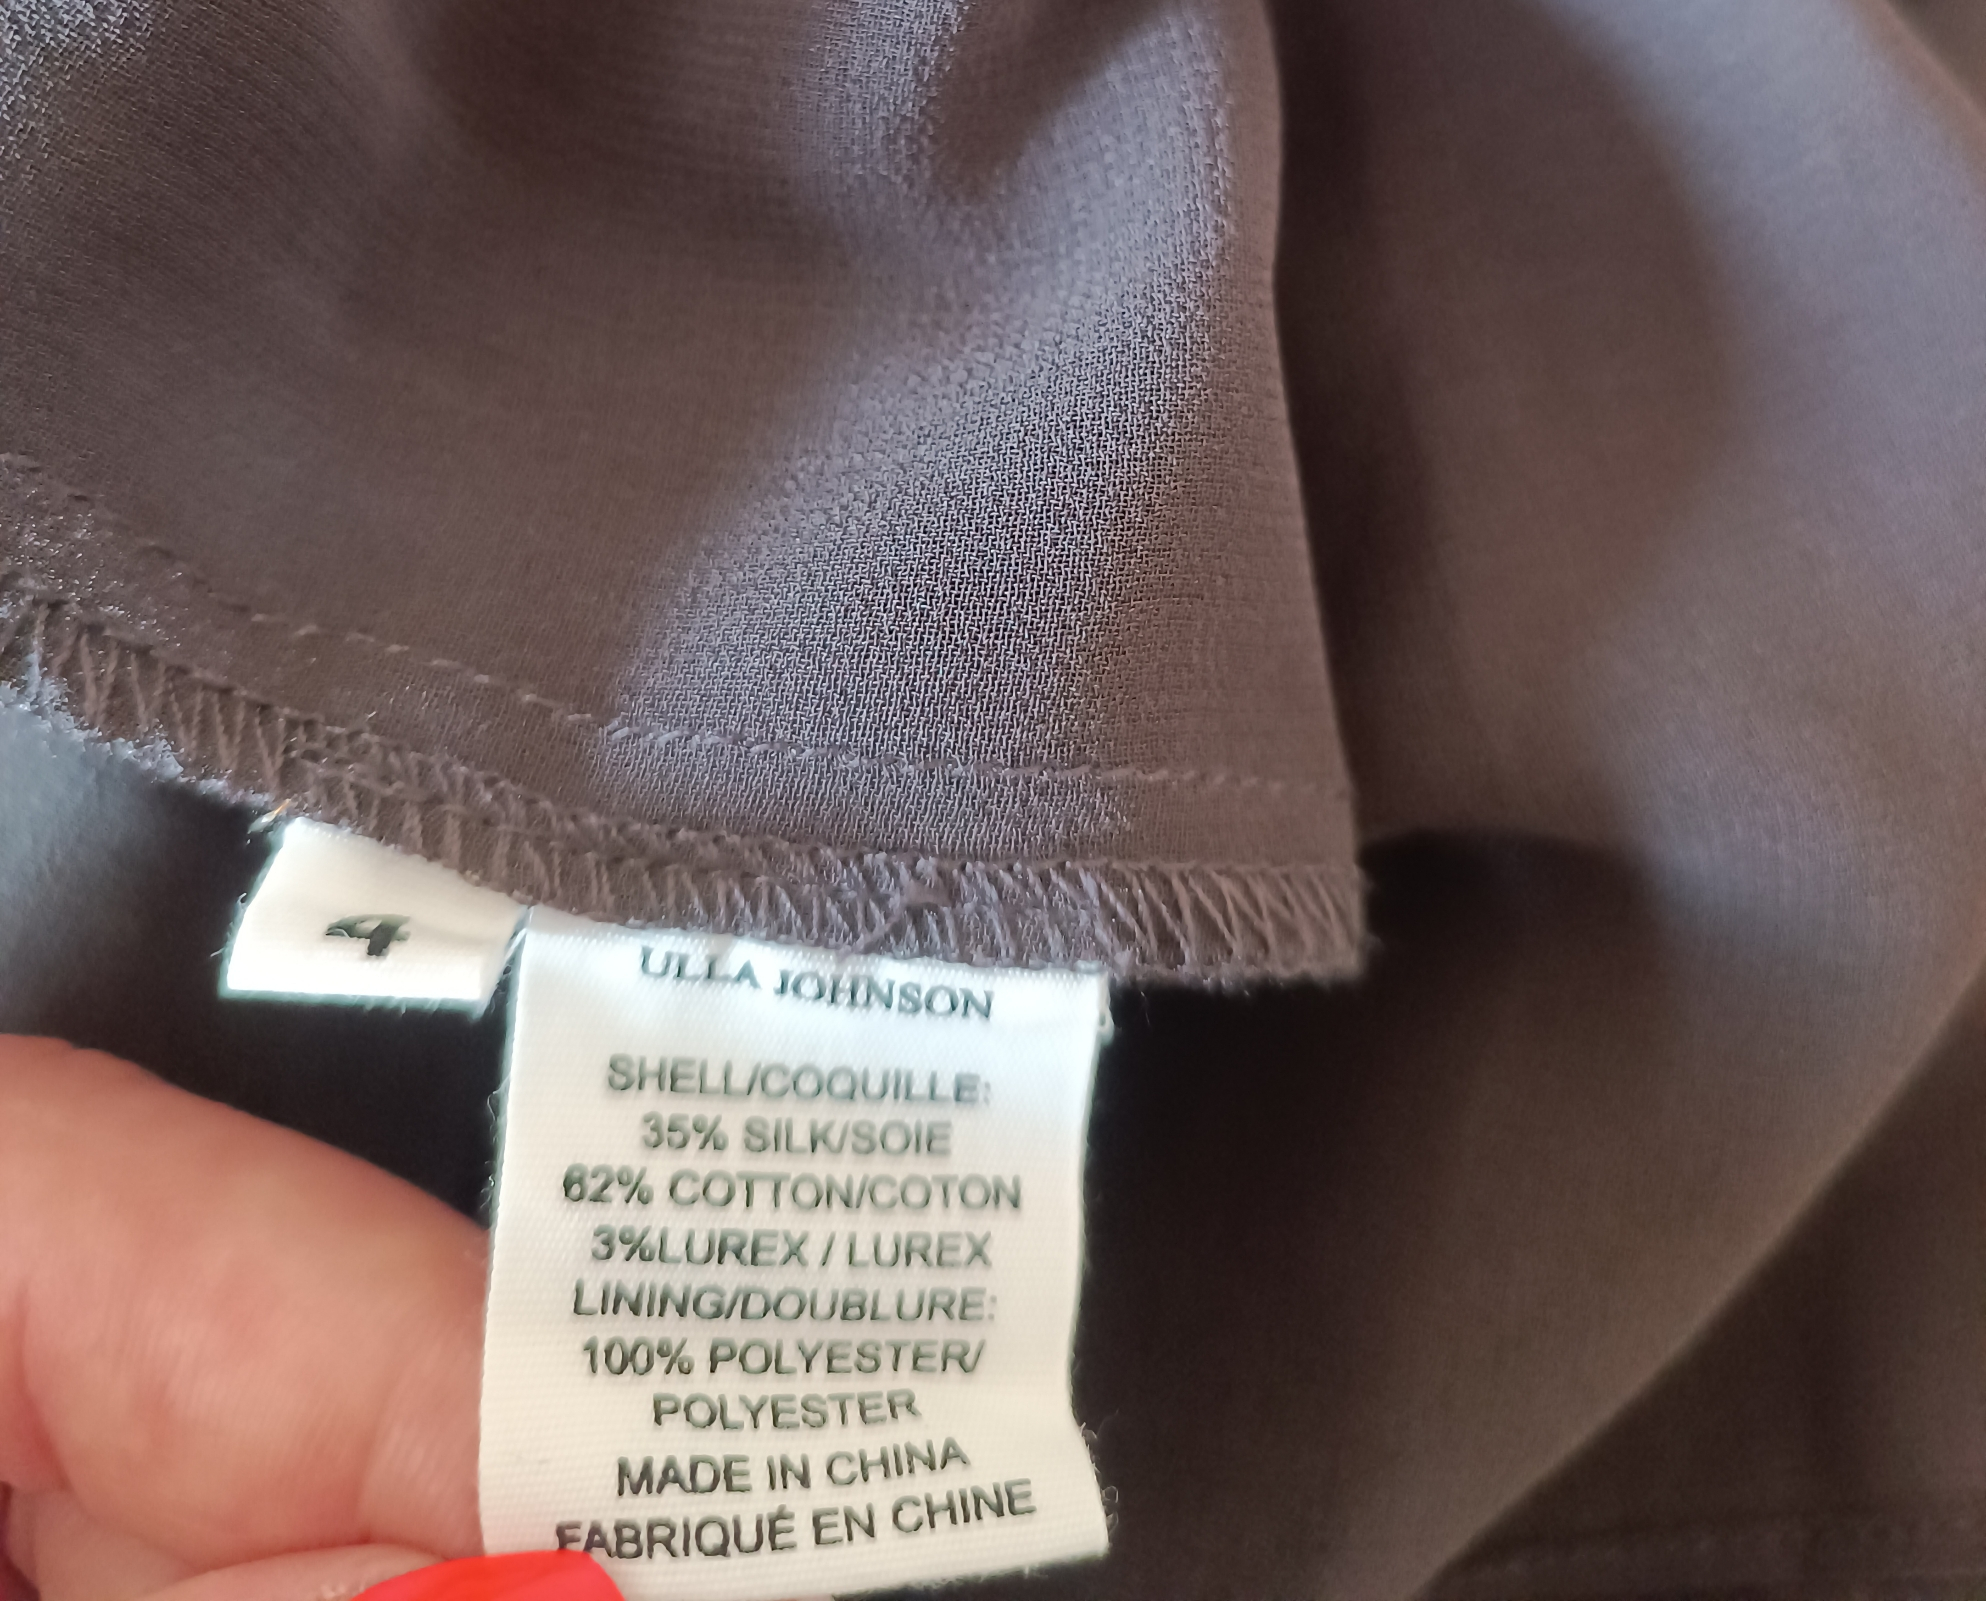 4
ULLA JOHNSON
SHELL/COQUILLE:
35% SILK/SOIE
62% COTTON/COTON
3%LUREX / LUREX
LINING/DOUBLURE:
100% POLYESTER/
POLYESTER
MADE IN CHINA
FABRIQUÉ EN CHINE